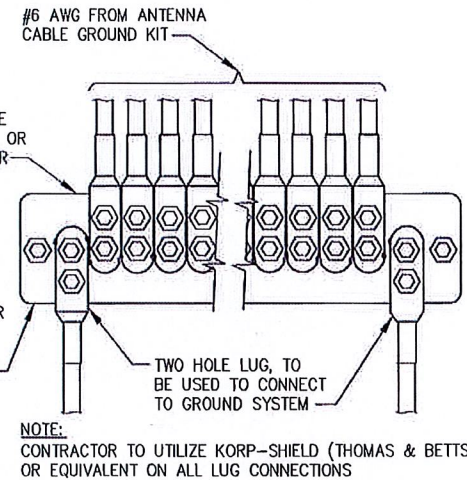 #6 AWG FROM ANTENNA
CABLE GROUND KIT
OR
TWO HOLE LUG, TO
BE USED TO CONNECT
TO GROUND SYSTEM
NOTE:
CONTRACTOR TO UTILIZE KORP-SHIELD (THOMAS & BETTS
OR EQUIVALENT ON ALL LUG CONNECTIONS